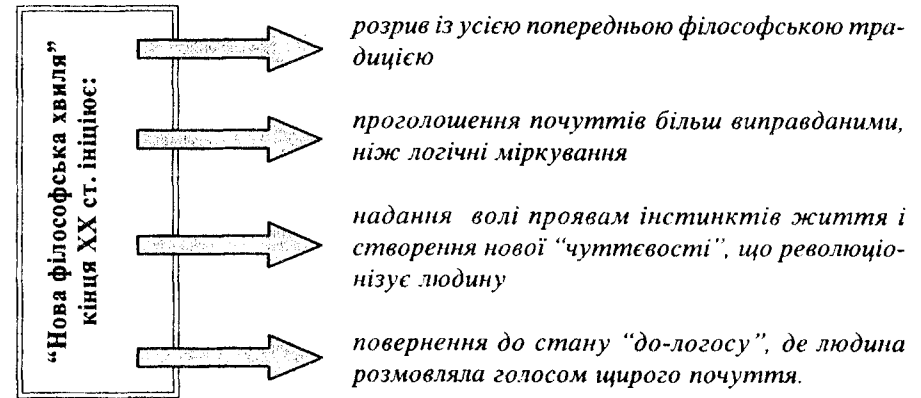 “Нова філософська хвиля”
кінця XX ст. ініціює:
розрив із усією попередньою філософською тра-
дицією
проголошення почуттів більш виправданими,
ніж логічні міркування
надання волі проявам інстинктів життя і
створення нової “чуттєвості”, що революціо-
нізує людину
повернення до стану “до-логосу”, де людина
розмовляла голосом щирого почуття.